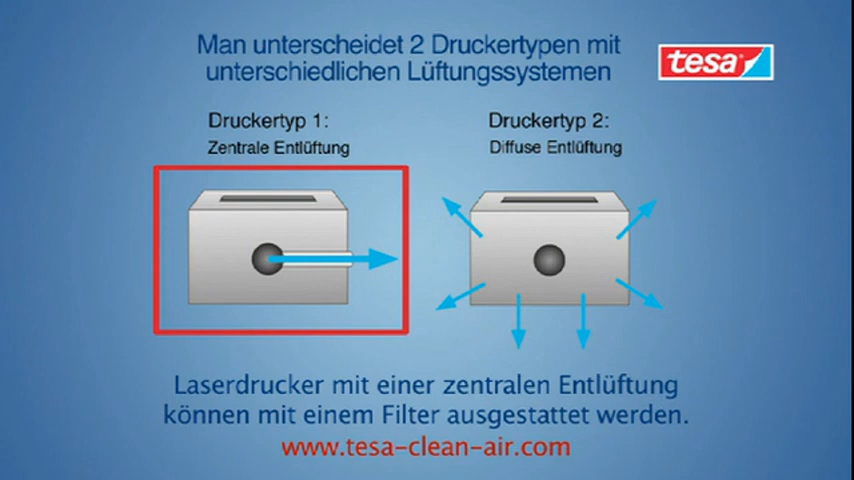 Man unterscheidet 2 Druckertypen mit
unterschiedlichen Lüftungssystemen
tesa
Druckertyp 1:
Zentrale Entlüftung
Druckertyp 2:
Diffuse Entlüftung
Laserdrucker mit einer zentralen Entlüftung
können mit einem Filter ausgestattet werden.
www.tesa-clean-air.com